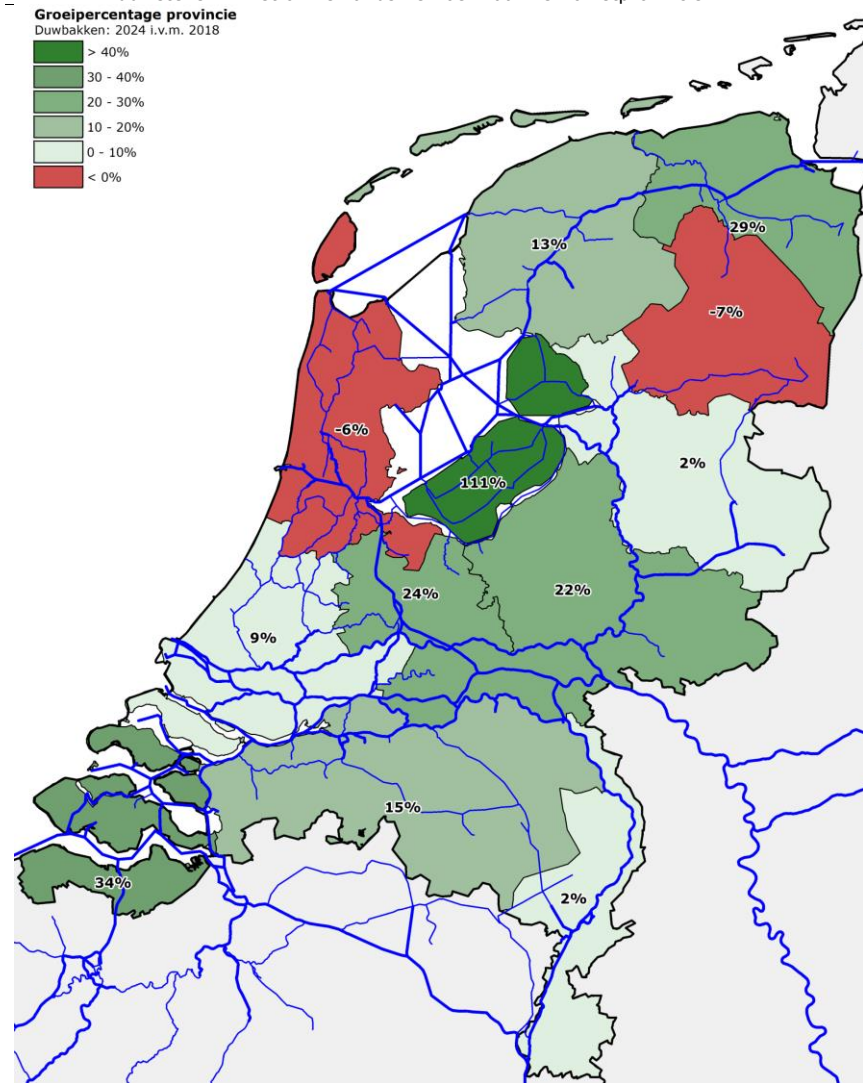 Groeipercentage provincie
Duwbakken: 2024 i.v.m. 2018
> 40%
30 - 40%
20 - 30%
10 - 20%
0 - 10%
< 0%
29%
13%
-7%
-6%
2%
111%
24%
22%
9%
15%
34%
2%